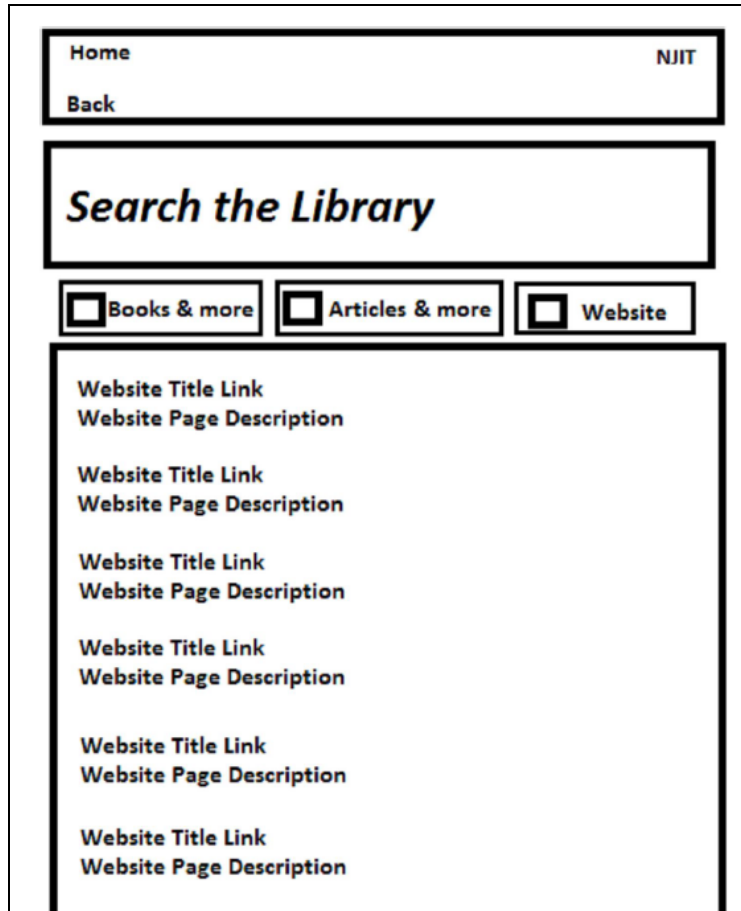 Home
NJIT
Back
Search the Library
Books & more
Articles & more
Website
Website Title Link
Website Page Description
Website Title Link
Website Page Description
Website Title Link
Website Page Description
Website Title Link
Website Page Description
Website Title Link
Website Page Description
Website Title Link
Website Page Description